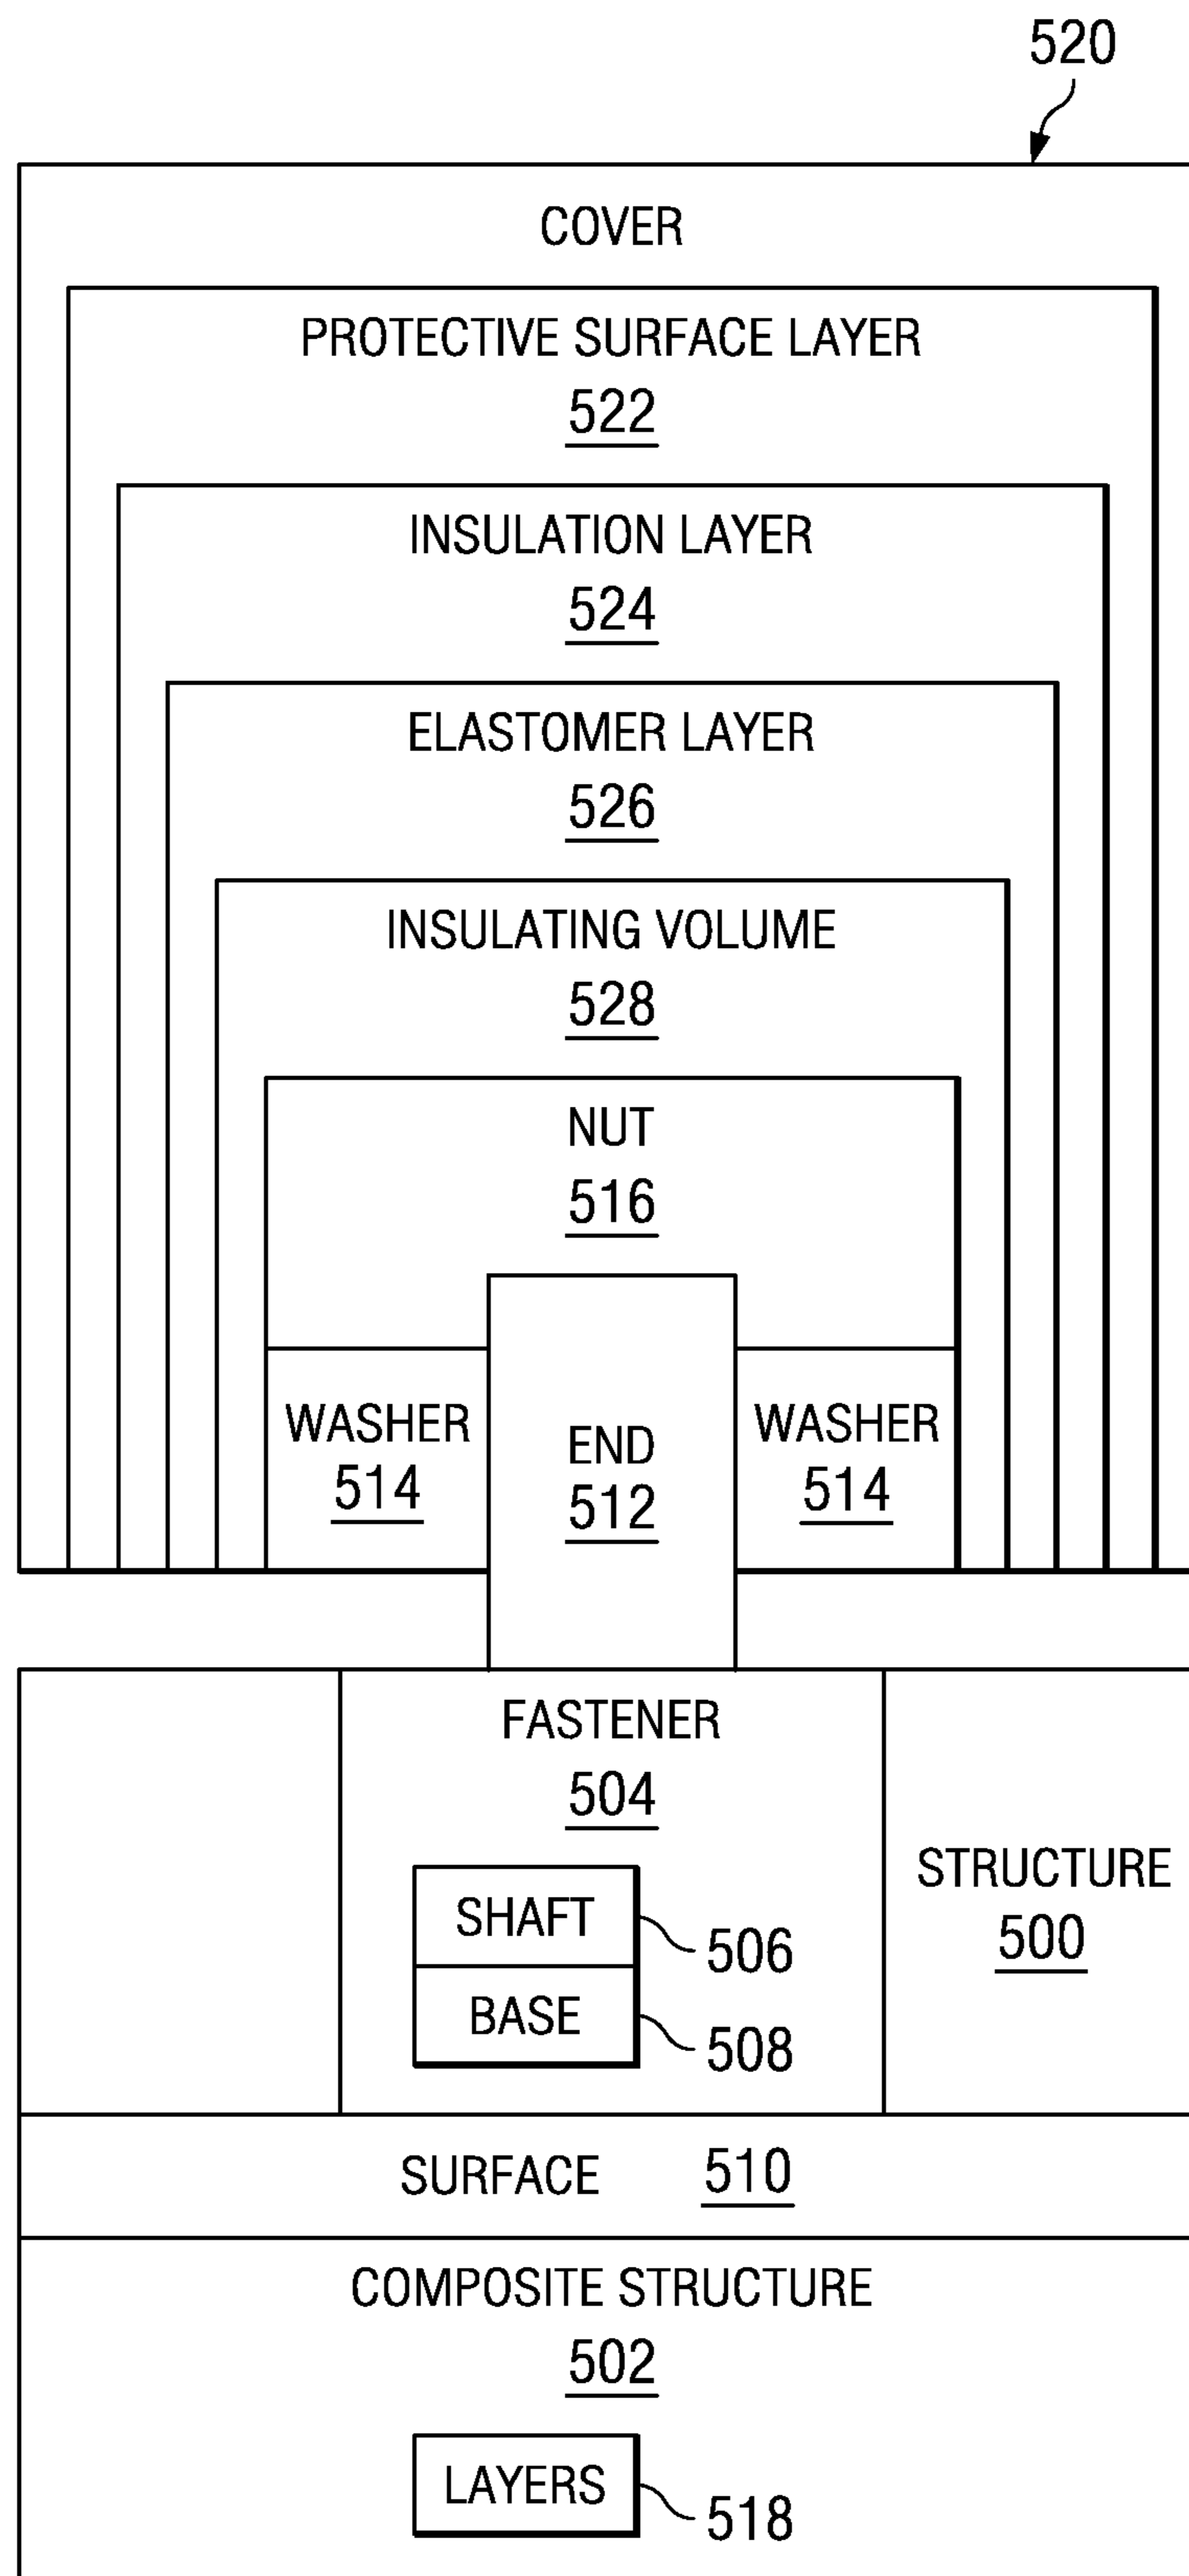 520
COVER
PROTECTIVE SURFACE LAYER
522
INSULATION LAYER
524
ELASTOMER LAYER
526
INSULATING VOLUME
528
NUT
516
WASHER
514
END
512
WASHER
514
FASTENER
504
SHAFT
506
BASE
508
STRUCTURE
500
SURFACE 510
COMPOSITE STRUCTURE
502
LAYERS
518